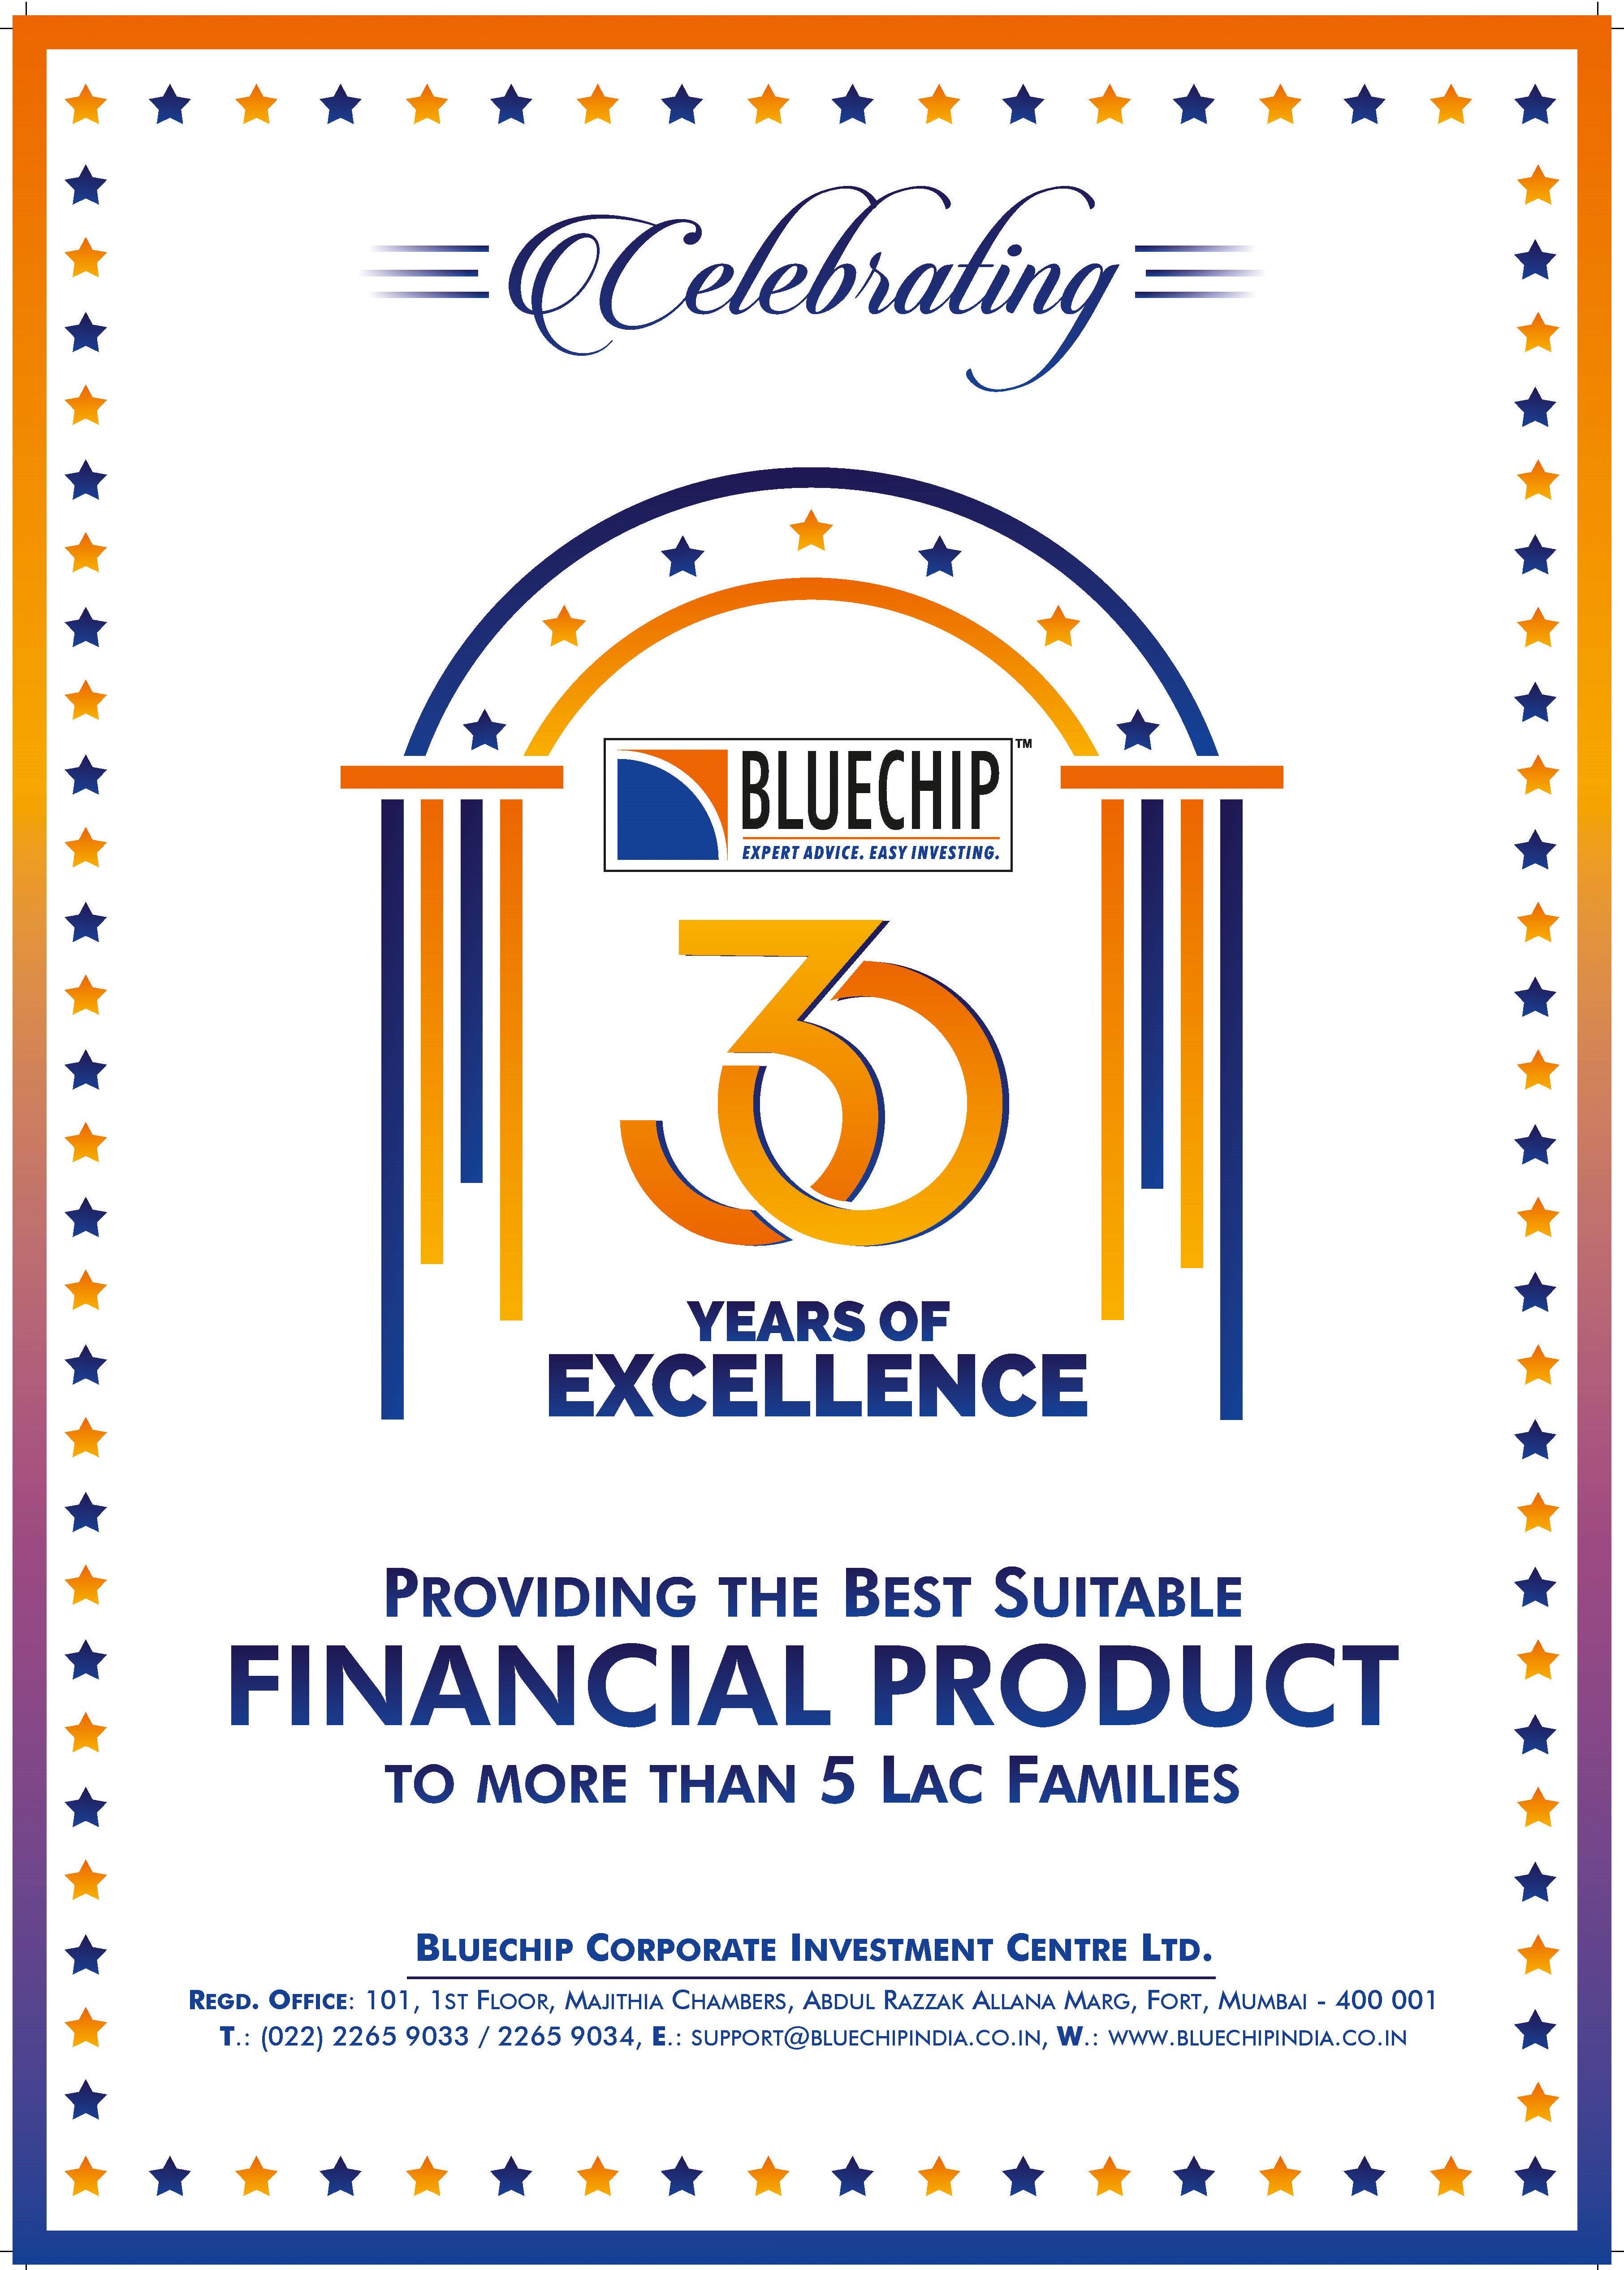 Celebrating
BLUECHIP™
EXPERT ADVICE. EASY INVESTING.
30
YEARS OF
EXCELLENCE
PROVIDING THE BEST SUITABLE
FINANCIAL PRODUCT
TO MORE THAN 5 LAC FAMILIES
BLUECHIP CORPORATE INVESTMENT CENTRE LTD.
REGD. OFFICE: 101, 1ST FLOOR, MAJITHIA CHAMBERS, ABDUL RAZZAK ALLANA MARG, FORT, MUMBAI - 400 001
T.: (022) 2265 9033 / 2265 9034, E.: SUPPORT@BLUECHIPINDIA.CO.IN, W.: WWW.BLUECHIPINDIA.CO.IN